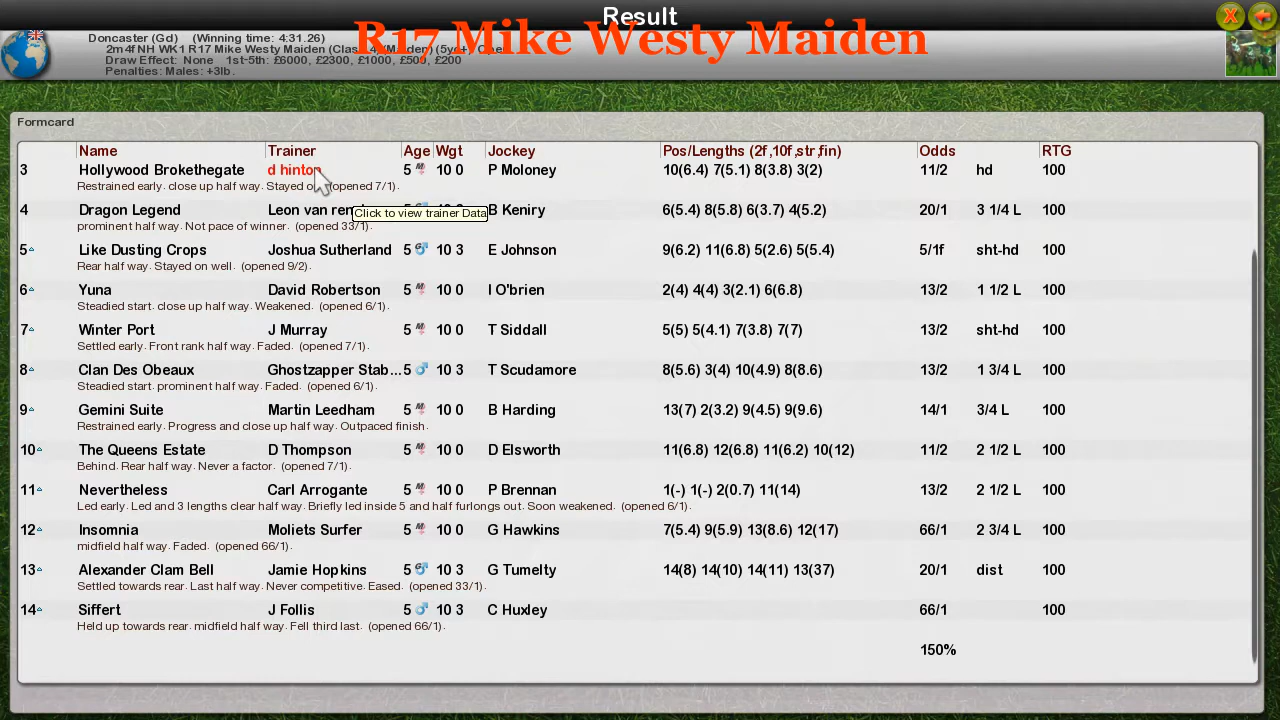 Result
R17 Mike Westy Maiden
Doncaster (Gd) (Winning time: 4:31.26)
2m4f NH WK1 R17 Mike Westy Maiden (Class 4) (Maiden) (5yo+) Open
Draw Effect: None 1st-5th: £6000, £2300, £1000, £500, £200
Penalties: Males: +3lb.
Formcard
Name Trainer Age Wgt Jockey Pos/Lengths (2f,10f,str,fin) Odds RTG
3 Hollywood Brokethegate d hinton 5 10 0 P Moloney 10(6.4) 7(5.1) 8(3.8) 3(2) 11/2 hd 100
Restrained early. close up half way. Stayed (opened 7/1).
Click to view trainer Data
4 Dragon Legend Leon van B Keniry 6(5.4) 8(5.8) 6(3.7) 4(5.2) 20/1 3 1/4 L 100
prominent half way. Not pace of winner. (opened 33/1).
5 Like Dusting Crops Joshua Sutherland 5 10 3 E Johnson 9(6.2) 11(6.8) 5(2.6) 5(5.4) 5/1f sht-hd 100
Rear half way. Stayed on well. (opened 9/2).
6 Yuna David Robertson 5 10 0 I O'brien 2(4) 4(4) 3(2.1) 6(6.8) 13/2 1 1/2 L 100
Steadied start. close up half way. Weakened. (opened 6/1).
7 Winter Port J Murray 5 10 0 T Siddall 5(5) 5(4.1) 7(3.8) 7(7) 13/2 sht-hd 100
Settled early. Front rank half way. Faded. (opened 7/1).
8 Clan Des Obeaux Ghostzapper Stab... 5 10 3 T Scudamore 8(5.6) 3(4) 10(4.9) 8(8.6) 13/2 1 3/4 L 100
Steadied start. prominent half way. Faded. (opened 6/1).
9 Gemini Suite Martin Leedham 5 10 0 B Harding 13(7) 2(3.2) 9(4.5) 9(9.6) 14/1 3/4 L 100
Restrained early. Progress and close up half way. Outpaced finish.
10 The Queens Estate D Thompson 5 10 0 D Elsworth 11(6.8) 12(6.8) 11(6.2) 10(12) 11/2 2 1/2 L 100
Behind. Rear half way. Never a factor. (opened 7/1).
11 Nevertheless Carl Arrogante 5 10 0 P Brennan 1(-) 1(-) 2(0.7) 11(14) 13/2 2 1/2 L 100
Led early. Led and 3 lengths clear half way. Briefly led inside 5 and half furlongs out. Soon weakened. (opened 6/1).
12 Insomnia Moliets Surfer 5 10 0 G Hawkins 7(5.4) 9(5.9) 13(8.6) 12(17) 66/1 2 3/4 L 100
midfield half way. Faded. (opened 66/1).
13 Alexander Clam Bell Jamie Hopkins 5 10 3 G Tumelty 14(8) 14(10) 14(11) 13(37) 20/1 dist 100
Settled towards rear. Last half way. Never competitive. Eased. (opened 33/1).
14 Siffert J Follis 5 10 3 C Huxley 66/1 100
Held up towards rear. midfield half way. Fell third last. (opened 66/1).
150%